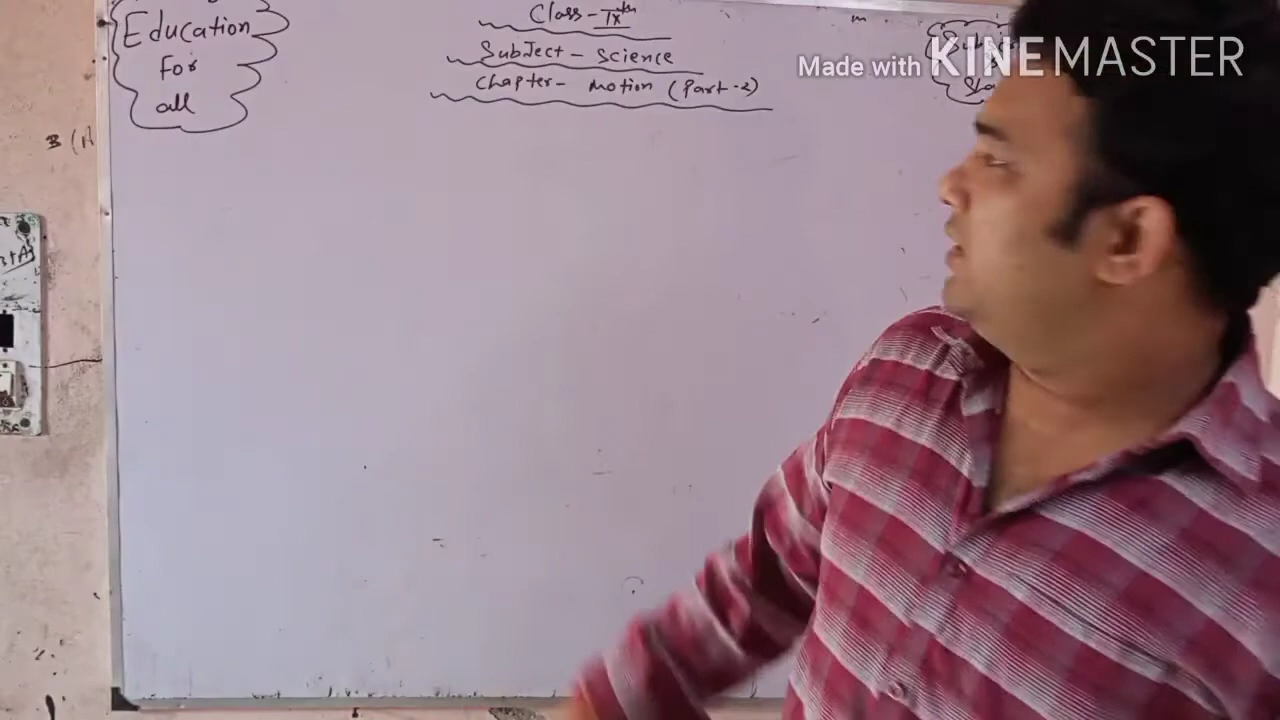 Education
For
all
Class - IXth
Subject - Science
Chapter - Motion (Part-2)
Made with KINEMASTER